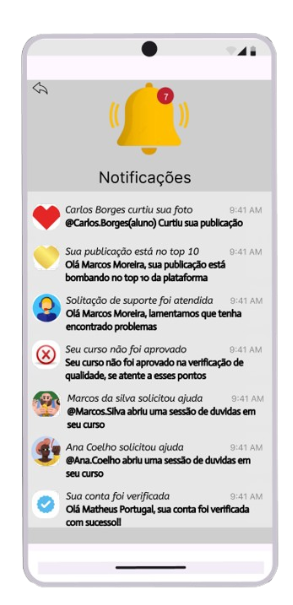 7
Notificações
Carlos Borges curtiu sua foto 9:41 AM
@Carlos.Borges(aluno) Curtiu sua publicação
Sua publicação está no top 10 9:41 AM
Olá Marcos Moreira, sua publicação está
bombando no top 10 da plataforma
Solitação de suporte foi atendida 9:41 AM
Olá Marcos Moreira, lamentamos que tenha
encontrado problemas
Seu curso não foi aprovado 9:41 AM
Seu curso não foi aprovado na verificação de
qualidade, se atente a esses pontos
Marcos da silva solicitou ajuda 9:41 AM
@Marcos.Silva abriu uma sessão de duvidas em
seu curso
Ana Coelho solicitou ajuda 9:41 AM
@Ana.Coelho abriu uma sessão de duvidas em
seu curso
Sua conta foi verificada 9:41 AM
Olá Matheus Portugal, sua conta foi verificada
com sucesso!!